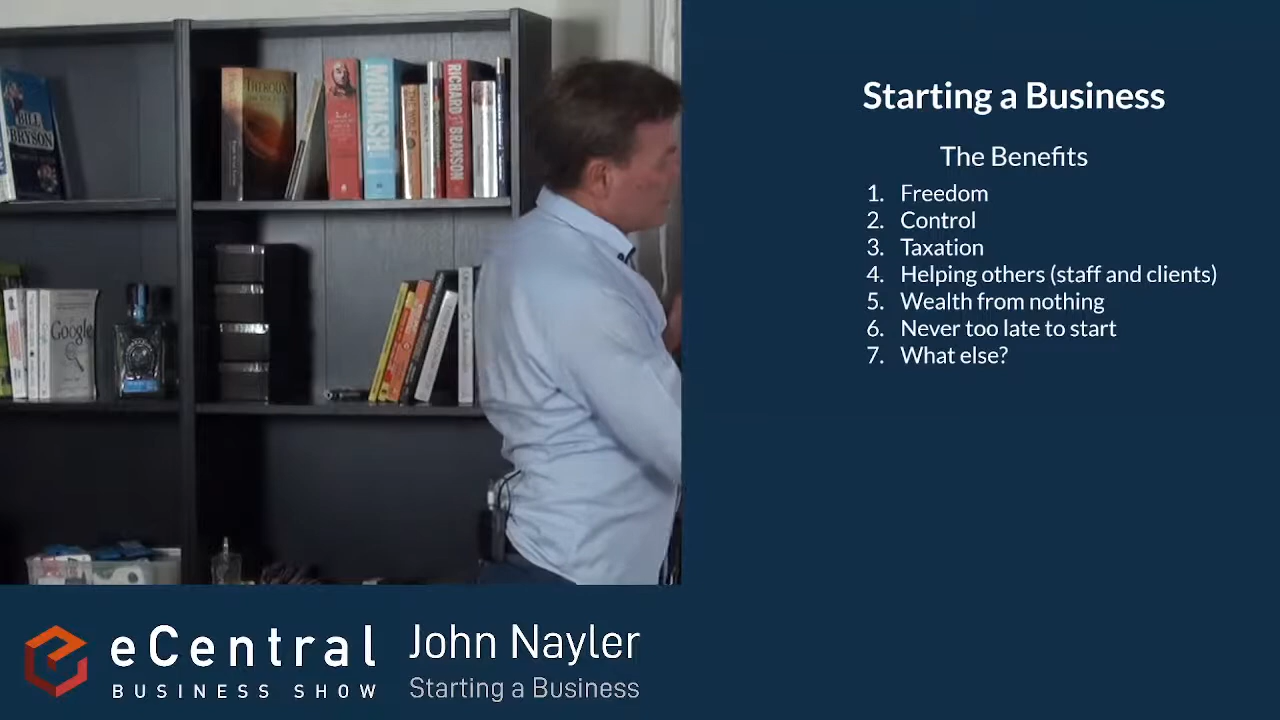 BILL
BRYSON
THEROUX
MONASH
RICHARD BRANSON
Google
Starting a Business
The Benefits
1. Freedom
2. Control
3. Taxation
4. Helping others (staff and clients)
5. Wealth from nothing
6. Never too late to start
7. What else?
eCentral
BUSINESS SHOW
John Nayler
Starting a Business